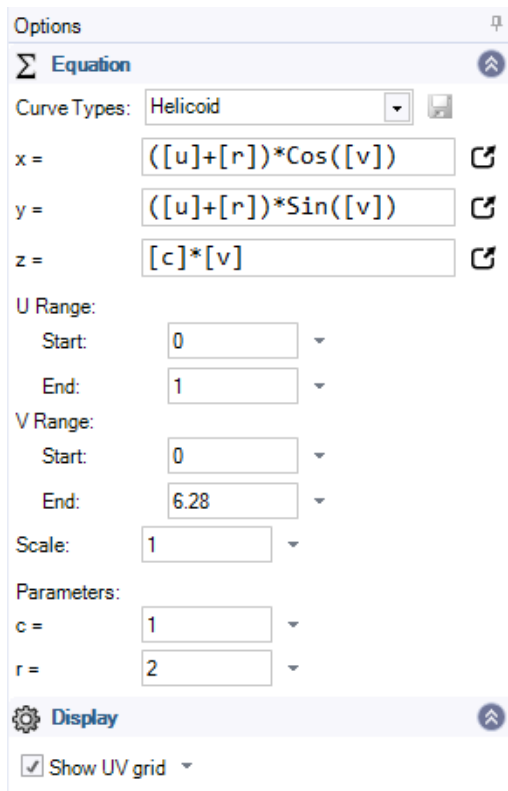 Options
Σ Equation
Curve Types: Helicoid
x = ([u]+[r])*Cos([v])
y = ([u]+[r])*Sin([v])
z = [c]*[v]
U Range:
Start: 0
End: 1
V Range:
Start: 0
End: 6.28
Scale: 1
Parameters:
c = 1
r = 2
Display
Show UV grid